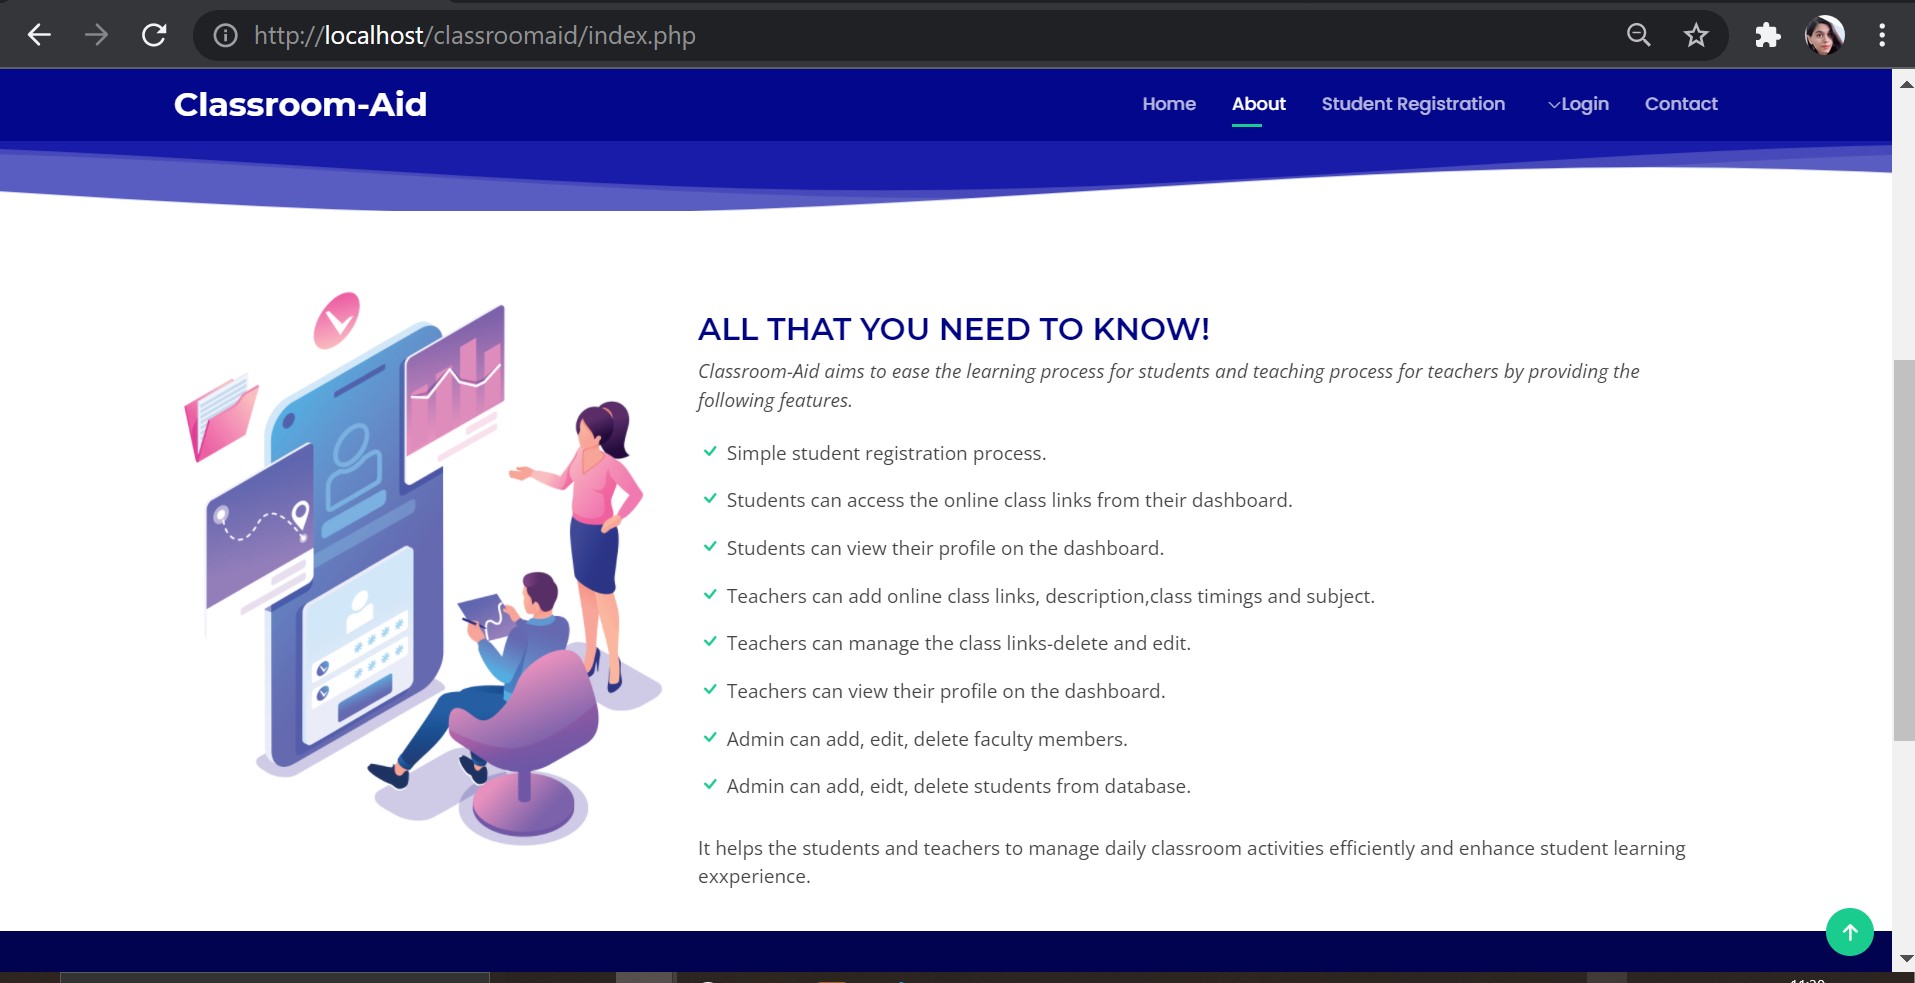 http://localhost/classroomaid/index.php
Classroom-Aid
Home About Student Registration Login Contact
ALL THAT YOU NEED TO KNOW!
Classroom-Aid aims to ease the learning process for students and teaching process for teachers by providing the
following features.
Simple student registration process.
Students can access the online class links from their dashboard.
Students can view their profile on the dashboard.
Teachers can add online class links, description,class timings and subject.
Teachers can manage the class links-delete and edit.
Teachers can view their profile on the dashboard.
Admin can add, edit, delete faculty members.
Admin can add, eidt, delete students from database.
It helps the students and teachers to manage daily classroom activities efficiently and enhance student learning
exxperience.